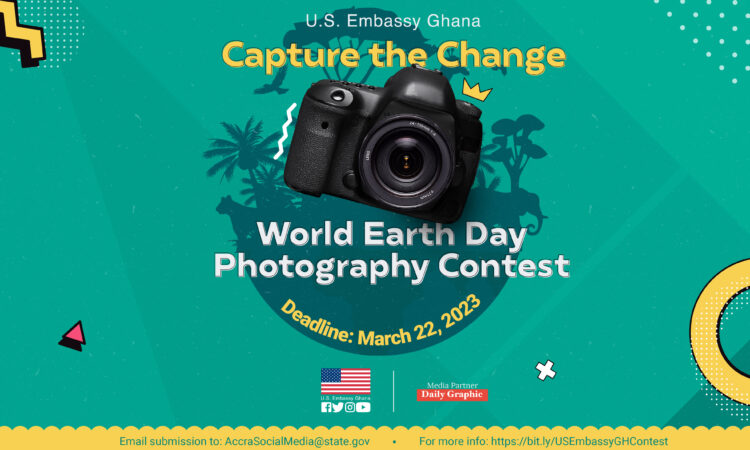 U.S. Embassy Ghana
Capture the Change
World Earth Day
Photography Contest
Deadline: March 22, 2023
U.S. Embassy Ghana
Media Partner
Daily Graphic
Email submission to: AccraSocialMedia@state.gov • For more info: https://bit.ly/USEmbassyGHContest